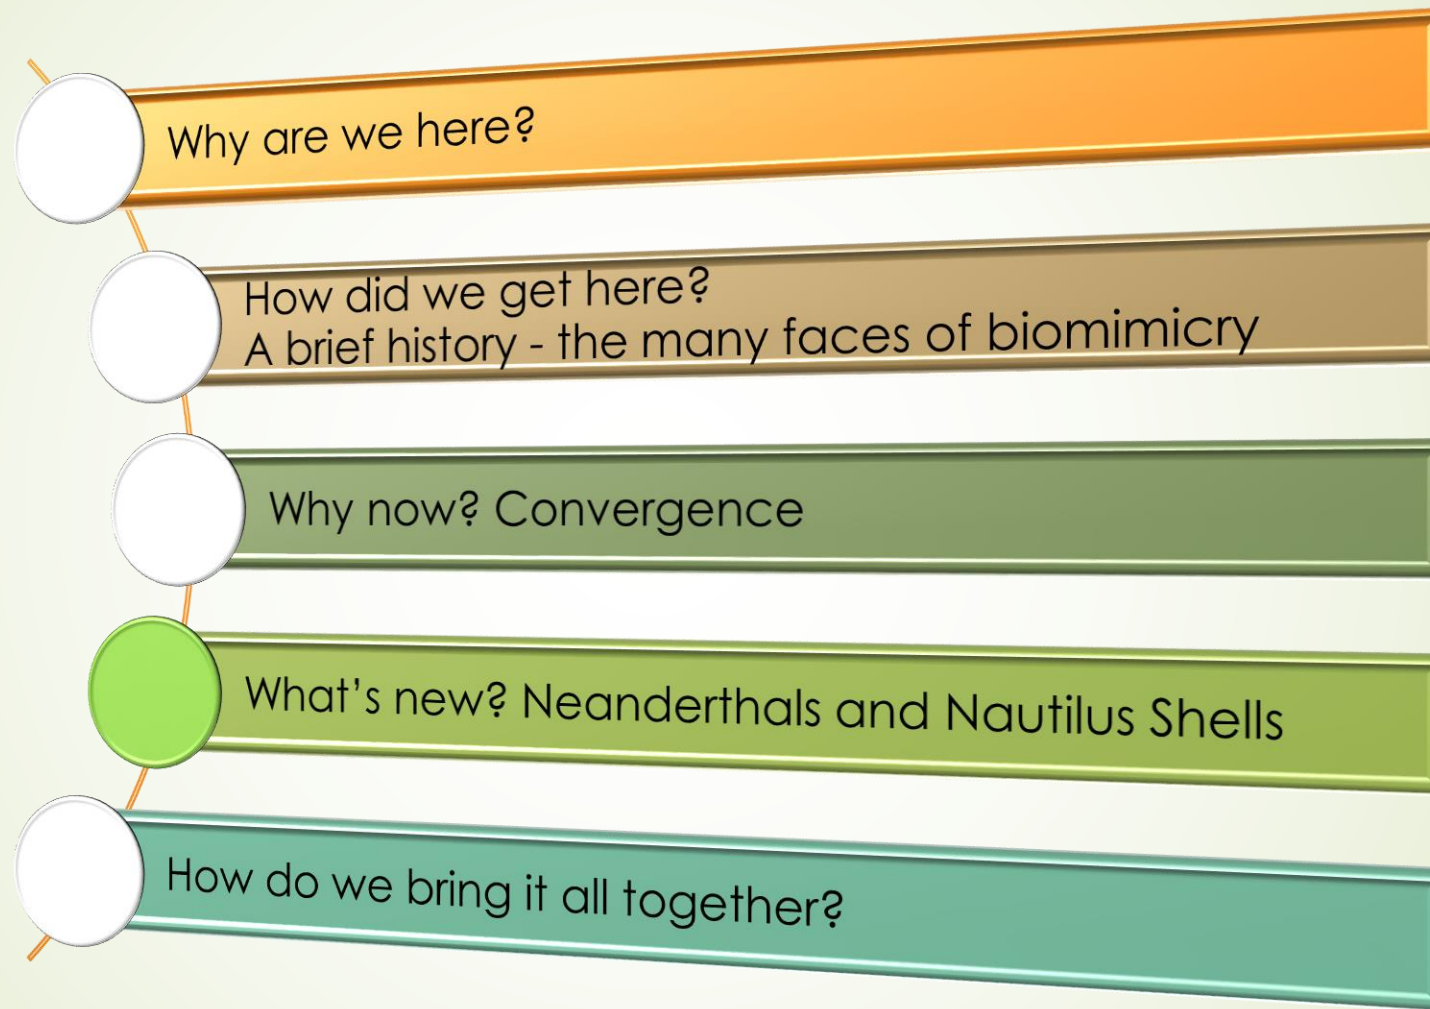 Why are we here?
How did we get here?
A brief history - the many faces of biomimicry
Why now? Convergence
What’s new? Neanderthals and Nautilus Shells
How do we bring it all together?